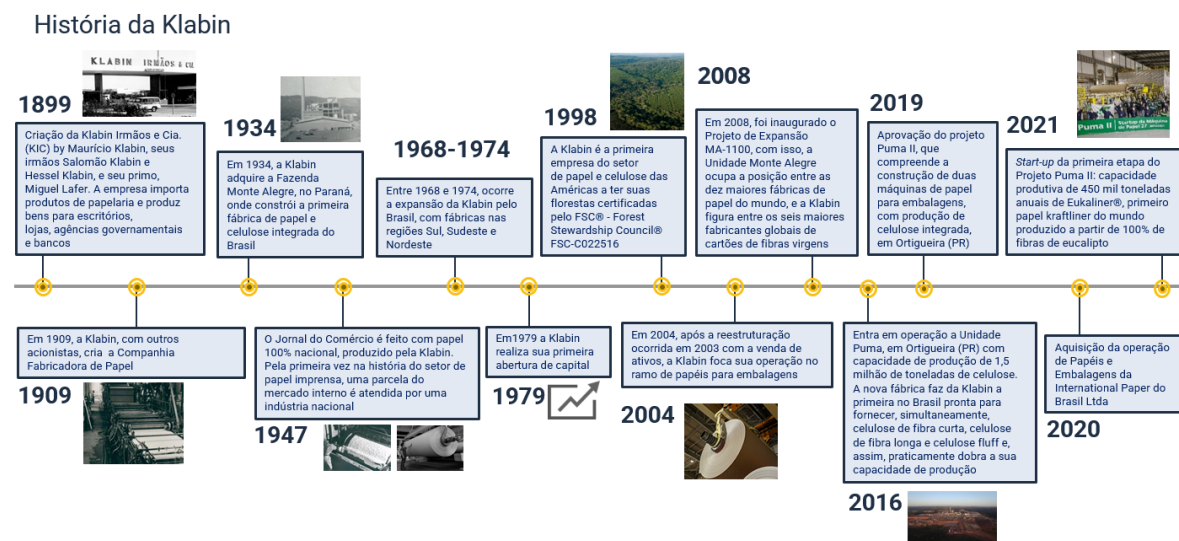 História da Klabin
KLABIN IRMÃOS & CIA.
1899
Criação da Klabin Irmãos e Cia.
(KIC) by Maurício Klabin, seus
irmãos Salomão Klabin e
Hessel Klabin, e seu primo,
Miguel Lafer. A empresa importa
produtos de papelaria e produz
bens para escritórios,
lojas, agências governamentais
e bancos
1934
Em 1934, a Klabin
adquire a Fazenda
Monte Alegre, no Paraná,
onde constrói a primeira
fábrica de papel e
celulose integrada do
Brasil
1968-1974
Entre 1968 e 1974, ocorre
a expansão da Klabin pelo
Brasil, com fábricas nas
regiões Sul, Sudeste e
Nordeste
1998
A Klabin é a primeira
empresa do setor
de papel e celulose das
Américas a ter suas
florestas certificadas
pelo FSC® - Forest
Stewardship Council®
FSC-C022516
2008
Em 2008, foi inaugurado o
Projeto de Expansão
MA-1100, com isso, a
Unidade Monte Alegre
ocupa a posição entre as
dez maiores fábricas de
papel do mundo, e a Klabin
figura entre os seis maiores
fabricantes globais de
cartões de fibras virgens
2019
Aprovação do projeto
Puma II, que
compreende a
construção de duas
máquinas de papel
para embalagens,
com produção de
celulose integrada,
em Ortigueira (PR)
2021
Puma II
Start-up da primeira etapa do
Projeto Puma II: capacidade
produtiva de 450 mil toneladas
anuais de Eukaliner®, primeiro
papel kraftliner do mundo
produzido a partir de 100% de
fibras de eucalipto
Em 1909, a Klabin, com outros
acionistas, cria a Companhia
Fabricadora de Papel
1909
O Jornal do Comércio é feito com papel
100% nacional, produzido pela Klabin.
Pela primeira vez na história do setor de
papel imprensa, uma parcela do
mercado interno é atendida por uma
indústria nacional
1947
Em1979 a Klabin
realiza sua primeira
abertura de capital
1979
Em 2004, após a reestruturação
ocorrida em 2003 com a venda de
ativos, a Klabin foca sua operação no
ramo de papéis para embalagens
2004
Entra em operação a Unidade
Puma, em Ortigueira (PR) com
capacidade de produção de 1,5
milhão de toneladas de celulose.
A nova fábrica faz da Klabin a
primeira no Brasil pronta para
fornecer, simultaneamente,
celulose de fibra curta, celulose
de fibra longa e celulose fluff e,
assim, praticamente dobra a sua
capacidade de produção
2016
Aquisição da operação
de Papéis e
Embalagens da
International Paper do
Brasil Ltda
2020